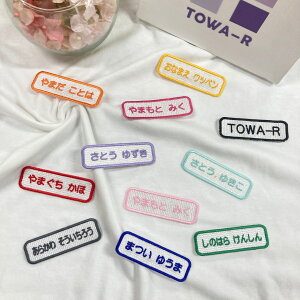 TOWA-R
おなまえ ワッペン
やまだ ことは
やまもと みく
TOWA-R
さとう ゆずき
さとう ゆきこ
やまぐち かほ
やまもと みく
しのはら けんしん
あらかわ そういちろう
まつい ゆうま